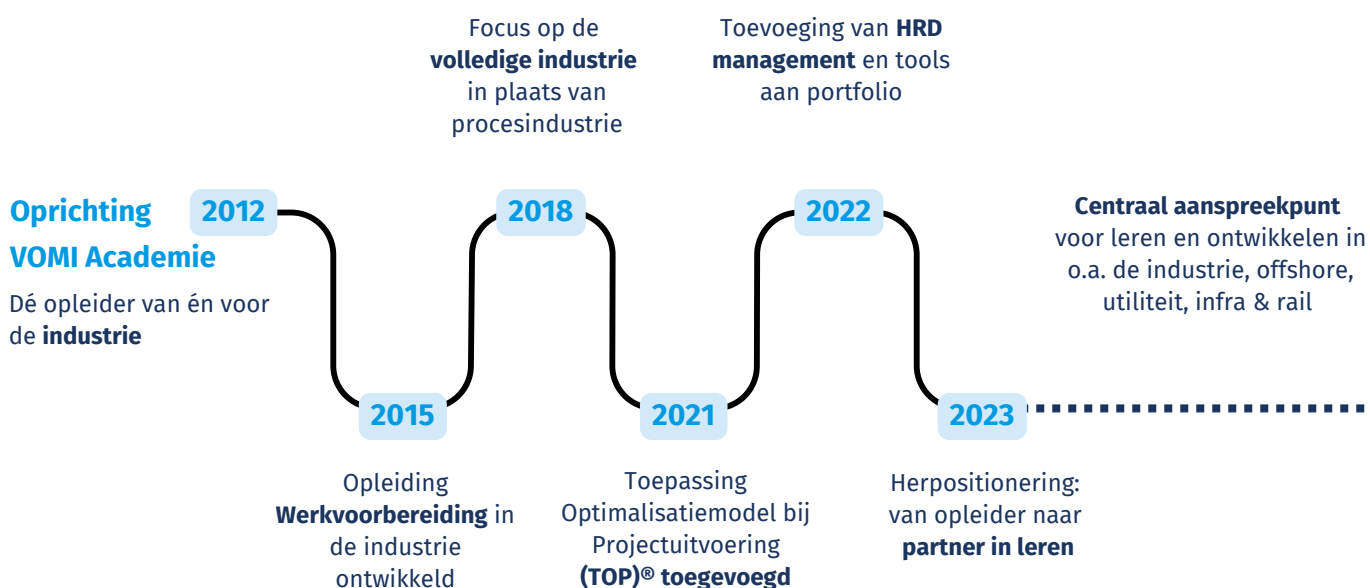 Oprichting
VOMI Academie
Dé opleider van én voor
de industrie
2012
2015
Opleiding
Werkvoorbereiding in
de industrie
ontwikkeld
Focus op de
volledige industrie
in plaats van
procesindustrie
2018
2021
Toepassing
Optimalisatiemodel bij
Projectuitvoering
(TOP)® toegevoegd
Toevoeging van HRD
management en tools
aan portfolio
2022
2023
Herpositionering:
van opleider naar
partner in leren
Centraal aanspreekpunt
voor leren en ontwikkelen in
o.a. de industrie, offshore,
utiliteit, infra & rail